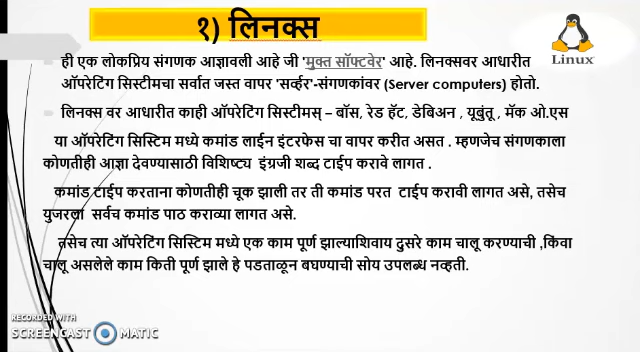 १) लिनक्स
ही एक लोकप्रिय संगणक आज्ञावली आहे जी 'मुक्त सॉफ्टवेर' आहे. लिनक्सवर आधारीत
ऑपरेटिंग सिस्टीमचा सर्वात जस्त वापर 'सर्व्हर'-संगणकांवर (Server computers) होतो.
Linux
लिनक्स वर आधारीत काही ऑपरेटिंग सिस्टीमस् – बॉस, रेड हॅट, डेबिअन , यूबुंतू , मॅक ओ.एस
या ऑपरेटिंग सिस्टिम मध्ये कमांड लाईन इंटरफेस चा वापर करीत असत . म्हणजेच संगणकाला
कोणतीही आज्ञा देवण्यासाठी विशिष्ट्य इंग्रजी शब्द टाईप करावे लागत .
कमांड टाईप करताना कोणतीही चूक झाली तर ती कमांड परत टाईप करावी लागत असे, तसेच
युजरला सर्वच कमांड पाठ कराव्या लागत असे.
तसेच त्या ऑपरेटिंग सिस्टिम मध्ये एक काम पूर्ण झाल्याशिवाय दुसरे काम चालू करण्याची ,किंवा
चालू असलेले काम किती पूर्ण झाले हे पडताळून बघण्याची सोय उपलब्ध नव्हती.
RECORDED WITH
SCREENCAST MATIC